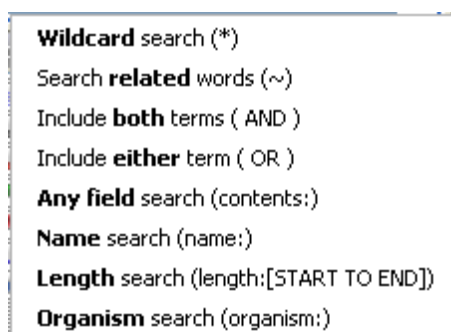 Wildcard search (*)
Search related words (~)
Include both terms ( AND )
Include either term ( OR )
Any field search (contents:)
Name search (name:)
Length search (length:[START TO END])
Organism search (organism:)